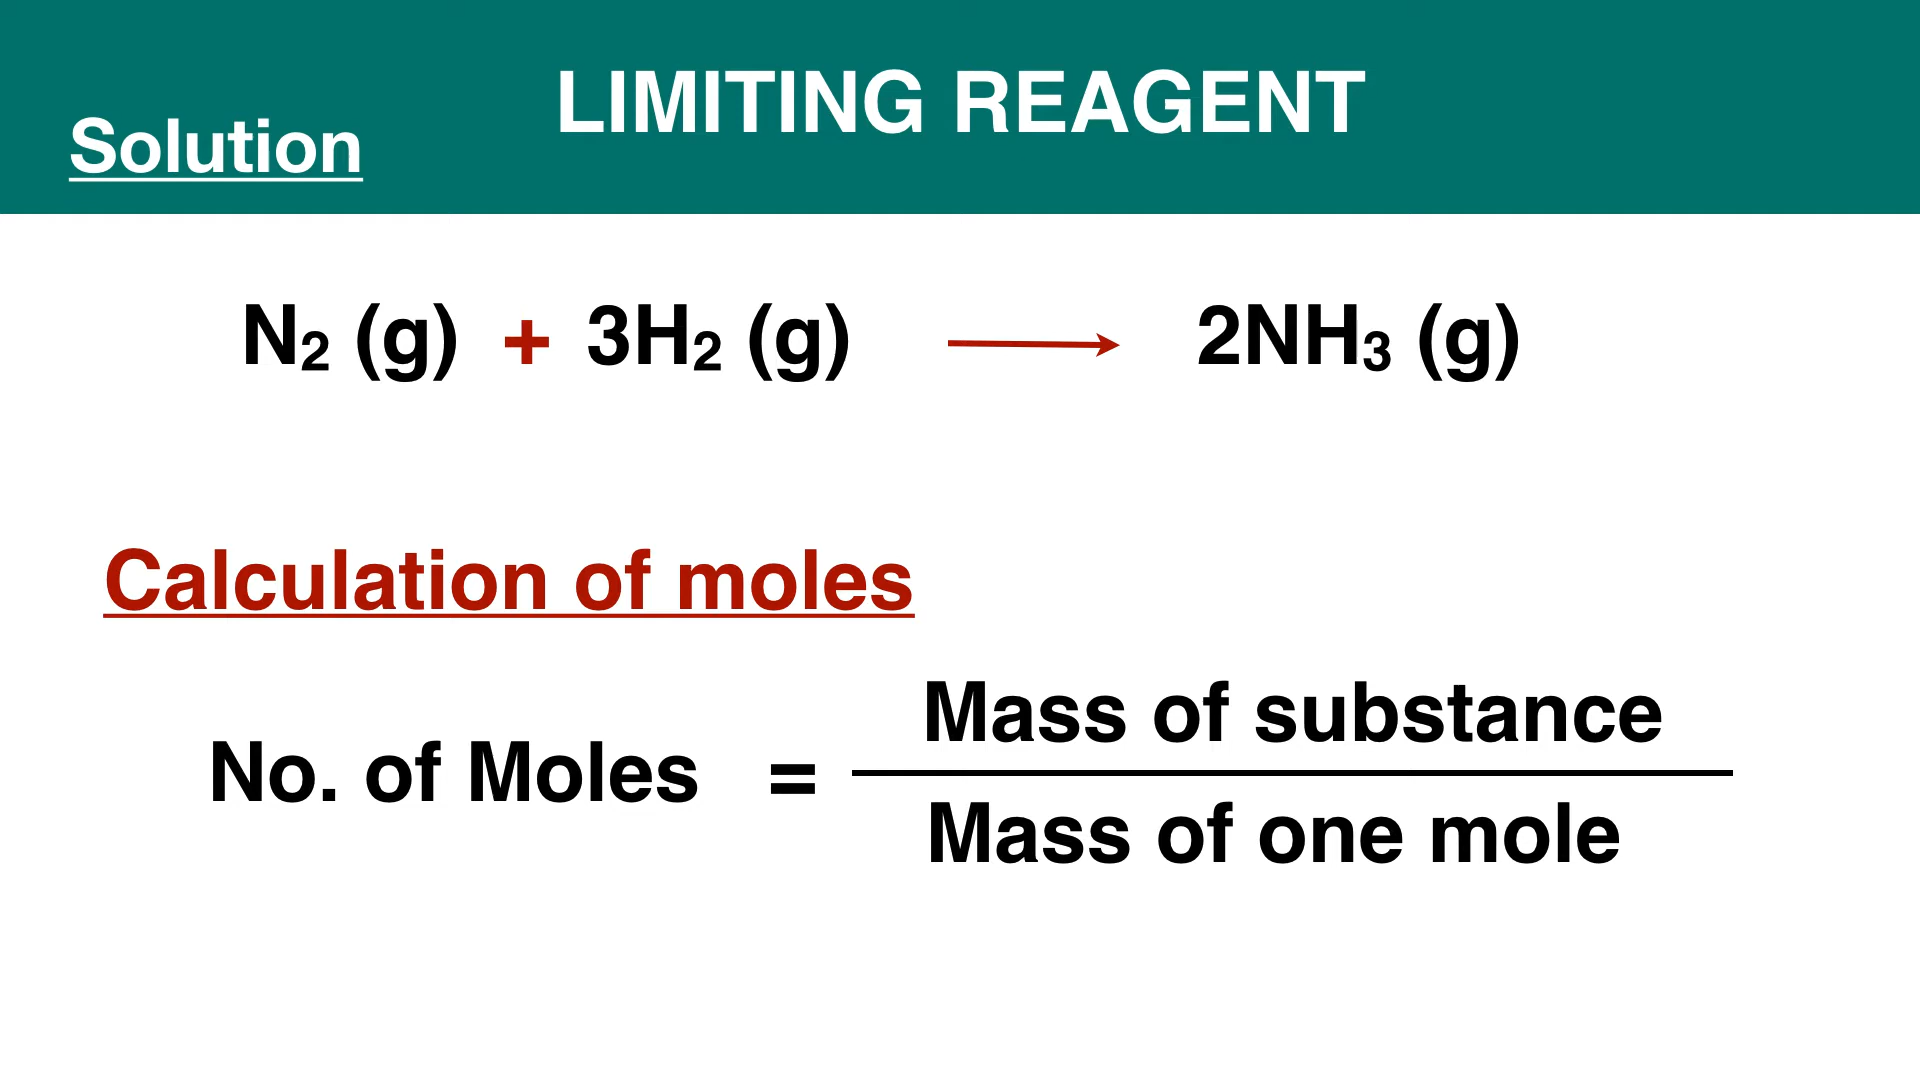 LIMITING REAGENT
Solution
N₂ (g) + 3H₂ (g) ⟶ 2NH₃ (g)
Calculation of moles
No. of Moles = Mass of substance
Mass of one mole